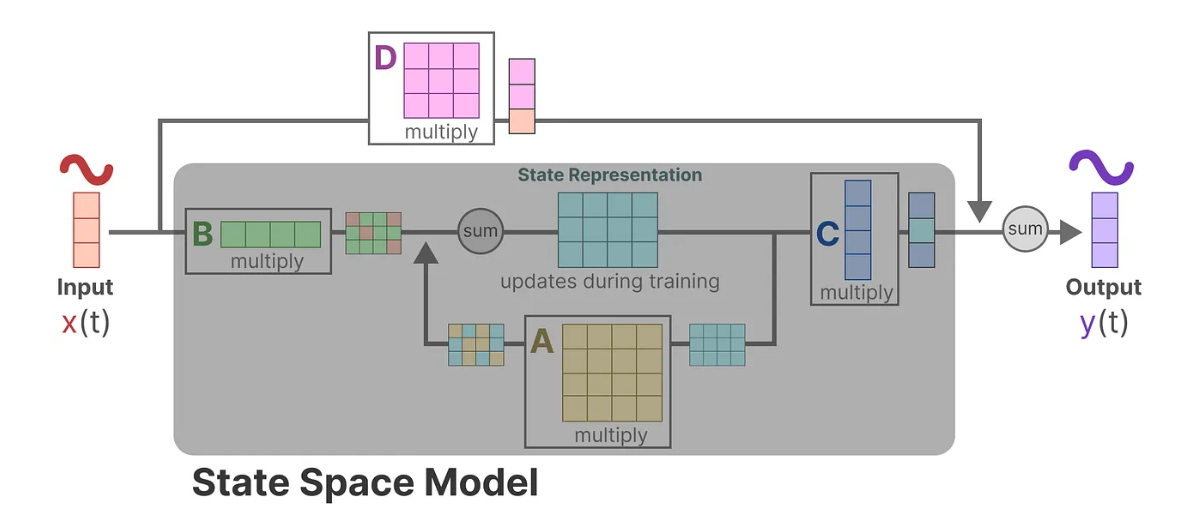 D
multiply
State Representation
B
multiply
sum
updates during training
C
multiply
sum
Input
x(t)
Output
y(t)
A
multiply
State Space Model